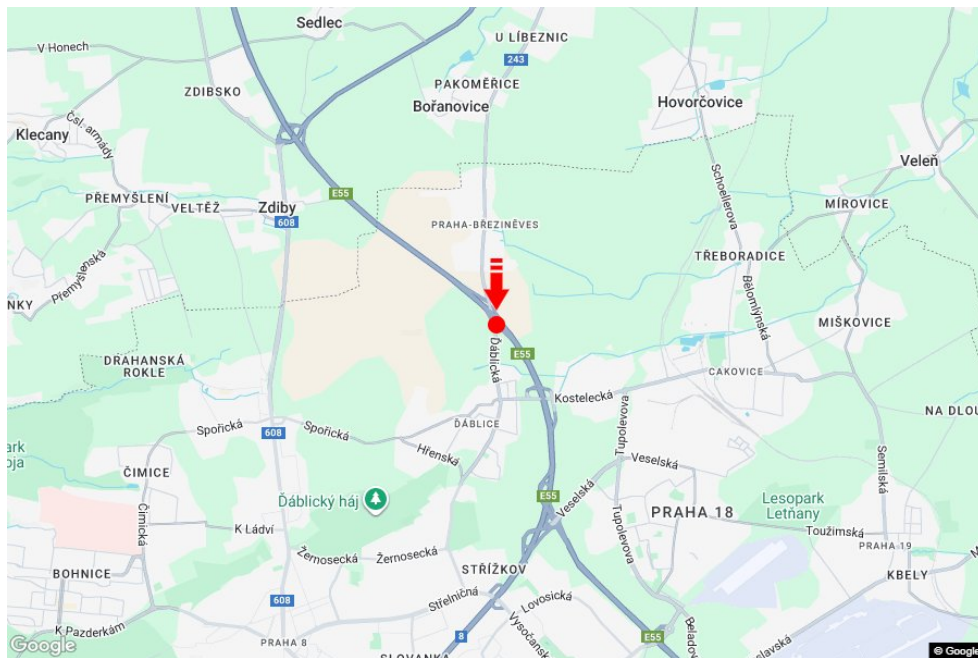 Sedlec
U LÍBEZNIC
V Honech
243
ZDIBSKO
PAKOMĚŘICE
Bořanovice
Hovorčovice
Klecany
Čsl. armády
Veleň
PŘEMYŠLENÍ
VELTĚŽ
Zdiby
E55
608
Schoellerova
MÍROVICE
PRAHA-BŘEZINĚVES
Přemyšlenská
TŘEBORADICE
NKY
Bělomlýnská
MIŠKOVICE
DRAHANSKÁ
ROKLE
Ďáblická
E55
ČAKOVICE
Kostelecká
NA DLOU
Spořická
608
Spořická
ĎÁBLICE
Tupolevova
Hřenská
Veselská
Semilská
ark
oja
ČIMICE
Ďáblický háj
E55
Veselská
Lesopark
Letňany
Čimická
K Ládví
Tupolevova
PRAHA 18
Toužimská
Žernosecká
Žernosecká
PRAHA 19
BOHNICE
STŘÍŽKOV
KBELY
608
Střelničná
Lovosická
K Pazderkám
PRAHA 8
8
Vysočanská
E55
Beladov
slavská
SLOVANKA
Google
© Google